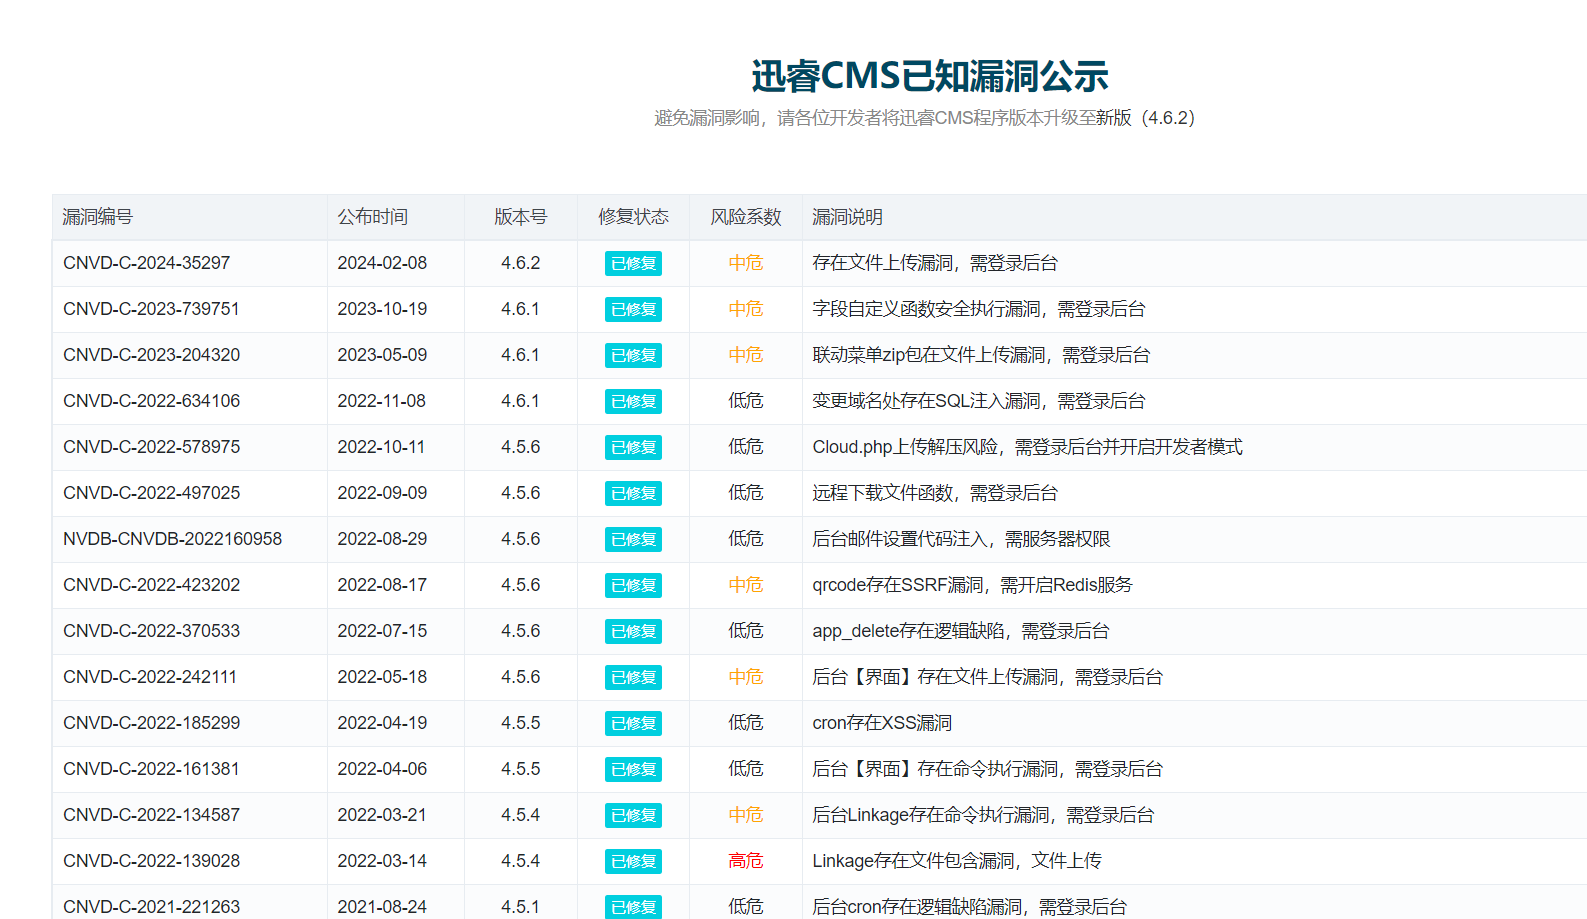 迅睿CMS已知漏洞公示
避免漏洞影响，请各位开发者将迅睿CMS程序版本升级至新版（4.6.2）
漏洞编号 公布时间 版本号 修复状态 风险系数 漏洞说明
CNVD-C-2024-35297 2024-02-08 4.6.2 已修复 中危 存在文件上传漏洞，需登录后台
CNVD-C-2023-739751 2023-10-19 4.6.1 已修复 中危 字段自定义函数安全执行漏洞，需登录后台
CNVD-C-2023-204320 2023-05-09 4.6.1 已修复 中危 联动菜单zip包在文件上传漏洞，需登录后台
CNVD-C-2022-634106 2022-11-08 4.6.1 已修复 低危 变更域名处存在SQL注入漏洞，需登录后台
CNVD-C-2022-578975 2022-10-11 4.5.6 已修复 低危 Cloud.php上传解压风险，需登录后台并开启开发者模式
CNVD-C-2022-497025 2022-09-09 4.5.6 已修复 低危 远程下载文件函数，需登录后台
NVDB-CNVDB-2022160958 2022-08-29 4.5.6 已修复 低危 后台邮件设置代码注入，需服务器权限
CNVD-C-2022-423202 2022-08-17 4.5.6 已修复 中危 qrcode存在SSRF漏洞，需开启Redis服务
CNVD-C-2022-370533 2022-07-15 4.5.6 已修复 低危 app_delete存在逻辑缺陷，需登录后台
CNVD-C-2022-242111 2022-05-18 4.5.6 已修复 中危 后台【界面】存在文件上传漏洞，需登录后台
CNVD-C-2022-185299 2022-04-19 4.5.5 已修复 低危 cron存在XSS漏洞
CNVD-C-2022-161381 2022-04-06 4.5.5 已修复 低危 后台【界面】存在命令执行漏洞，需登录后台
CNVD-C-2022-134587 2022-03-21 4.5.4 已修复 中危 后台Linkage存在命令执行漏洞，需登录后台
CNVD-C-2022-139028 2022-03-14 4.5.4 已修复 高危 Linkage存在文件包含漏洞，文件上传
CNVD-C-2021-221263 2021-08-24 4.5.1 已修复 低危 后台cron存在逻辑缺陷漏洞，需登录后台